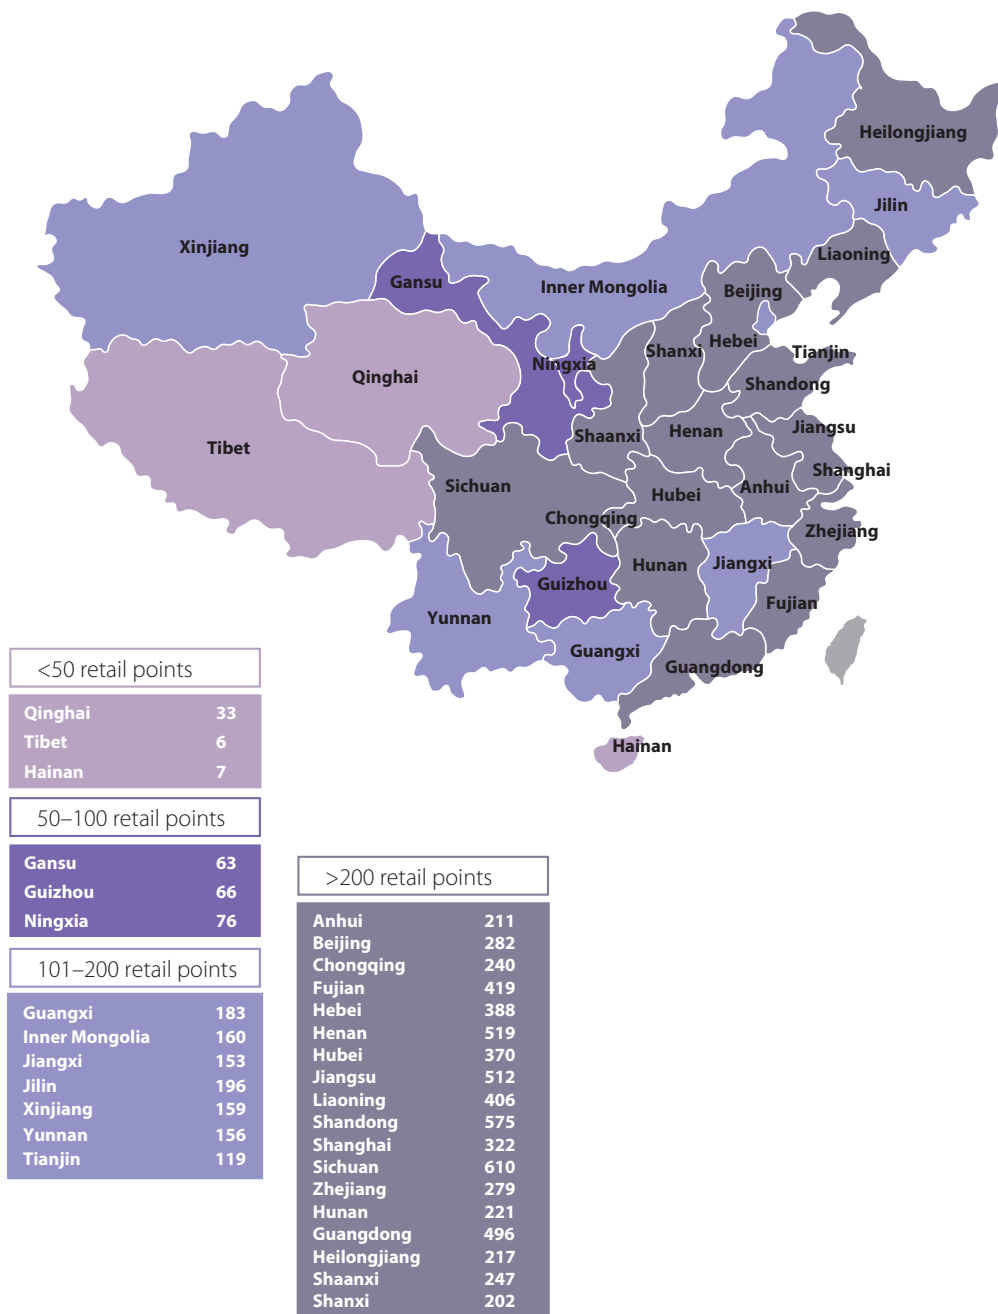 Heilongjiang
Jilin
Xinjiang
Liaoning
Gansu
Inner Mongolia
Beijing
Hebei
Shanxi
Tianjin
Ningxia
Qinghai
Shandong
Jiangsu
Henan
Shaanxi
Tibet
Shanghai
Sichuan
Anhui
Hubei
Chongqing
Zhejiang
Hunan
Jiangxi
Guizhou
Fujian
Yunnan
Guangxi
Guangdong
Hainan
<50 retail points
Qinghai 33
Tibet 6
Hainan 7
50–100 retail points
Gansu 63
Guizhou 66
Ningxia 76
101–200 retail points
Guangxi 183
Inner Mongolia 160
Jiangxi 153
Jilin 196
Xinjiang 159
Yunnan 156
Tianjin 119
>200 retail points
Anhui 211
Beijing 282
Chongqing 240
Fujian 419
Hebei 388
Henan 519
Hubei 370
Jiangsu 512
Liaoning 406
Shandong 575
Shanghai 322
Sichuan 610
Zhejiang 279
Hunan 221
Guangdong 496
Heilongjiang 217
Shaanxi 247
Shanxi 202